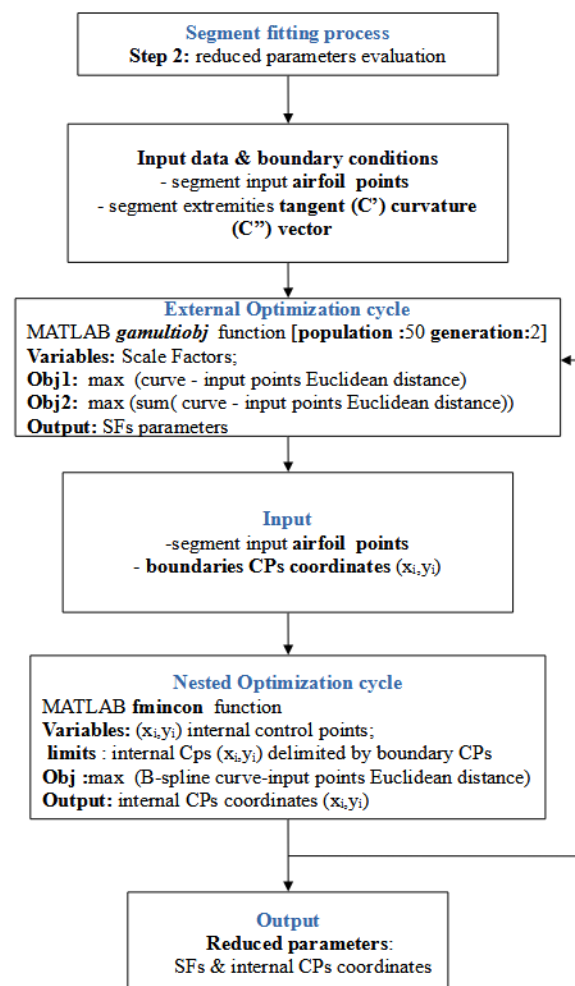 Segment fitting process
Step 2: reduced parameters evaluation
Input data & boundary conditions
- segment input airfoil points
- segment extremities tangent (C') curvature
(C") vector
External Optimization cycle
MATLAB gamultiobj function [population :50 generation:2]
Variables: Scale Factors;
Obj1: max (curve - input points Euclidean distance)
Obj2: max (sum( curve - input points Euclidean distance))
Output: SFs parameters
Input
-segment input airfoil points
- boundaries CPs coordinates (xᵢ,yᵢ)
Nested Optimization cycle
MATLAB fmincon function
Variables: (xᵢ,yᵢ) internal control points;
limits : internal Cps (xᵢ,yᵢ) delimited by boundary CPs
Obj :max (B-spline curve-input points Euclidean distance)
Output: internal CPs coordinates (xᵢ,yᵢ)
Output
Reduced parameters:
SFs & internal CPs coordinates